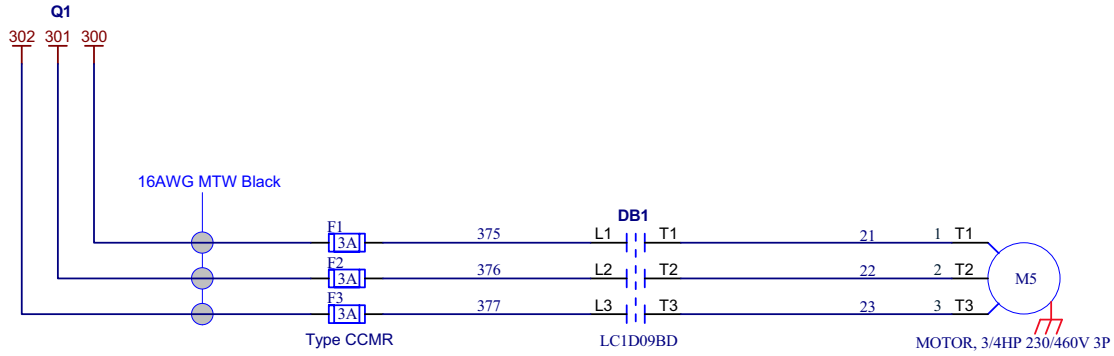 Q1
302 301 300
16AWG MTW Black
F1
3A
375
L1
DB1
T1
21
1
T1
F2
3A
376
L2
T2
22
2
T2
M5
F3
3A
377
L3
T3
23
3
T3
Type CCMR
LC1D09BD
MOTOR, 3/4HP 230/460V 3P